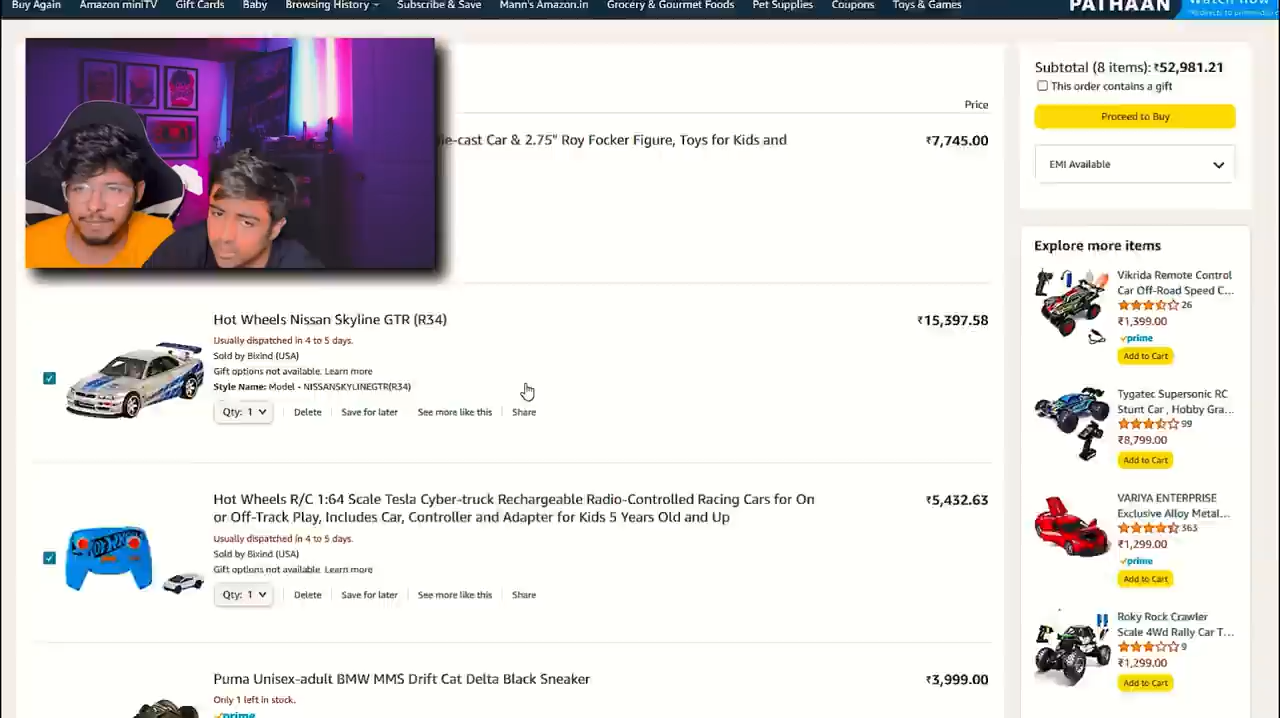 Buy Again Amazon miniTV Gift Cards Baby Browsing History Subscribe & Save Mann's Amazon.in Grocery & Gourmet Foods Pet Supplies Coupons Toys & Games
PATHAAN
Watch now
Price
die-cast Car & 2.75" Roy Focker Figure, Toys for Kids and
₹7,745.00
Hot Wheels Nissan Skyline GTR (R34)
₹15,397.58
Usually dispatched in 4 to 5 days.
Sold by Bixind (USA)
Gift options not available. Learn more
Style Name: Model - NISSANSKYLINEGTR(R34)
Qty: 1 Delete Save for later See more like this Share
Hot Wheels R/C 1:64 Scale Tesla Cyber-truck Rechargeable Radio-Controlled Racing Cars for On
or Off-Track Play, Includes Car, Controller and Adapter for Kids 5 Years Old and Up
₹5,432.63
Usually dispatched in 4 to 5 days.
Sold by Bixind (USA)
Gift options not available. Learn more
Qty: 1 Delete Save for later See more like this Share
Puma Unisex-adult BMW MMS Drift Cat Delta Black Sneaker
₹3,999.00
Only 1 left in stock.
prime
Subtotal (8 items): ₹52,981.21
This order contains a gift
Proceed to Buy
EMI Available
Explore more items
Vikrida Remote Control
Car Off-Road Speed C...
26
₹1,399.00
prime
Add to Cart
Tygatec Supersonic RC
Stunt Car , Hobby Gra...
99
₹8,799.00
Add to Cart
VARIYA ENTERPRISE
Exclusive Alloy Metal...
363
₹1,299.00
prime
Add to Cart
Roky Rock Crawler
Scale 4Wd Rally Car T...
9
₹1,299.00
Add to Cart